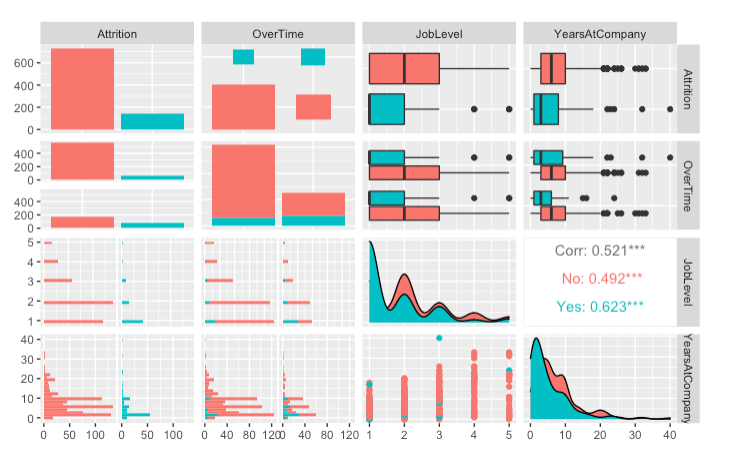 Attrition OverTime JobLevel YearsAtCompany
600
400
200
0
Attrition
400
200
0
400
200
0
OverTime
5
4
3
2
1
Corr: 0.521***
No: 0.492***
Yes: 0.623***
JobLevel
40
30
20
10
0
YearsAtCompany
0 50 100 0 50 100 0 40 80 120 0 40 80 120 1 2 3 4 5 0 10 20 30 40